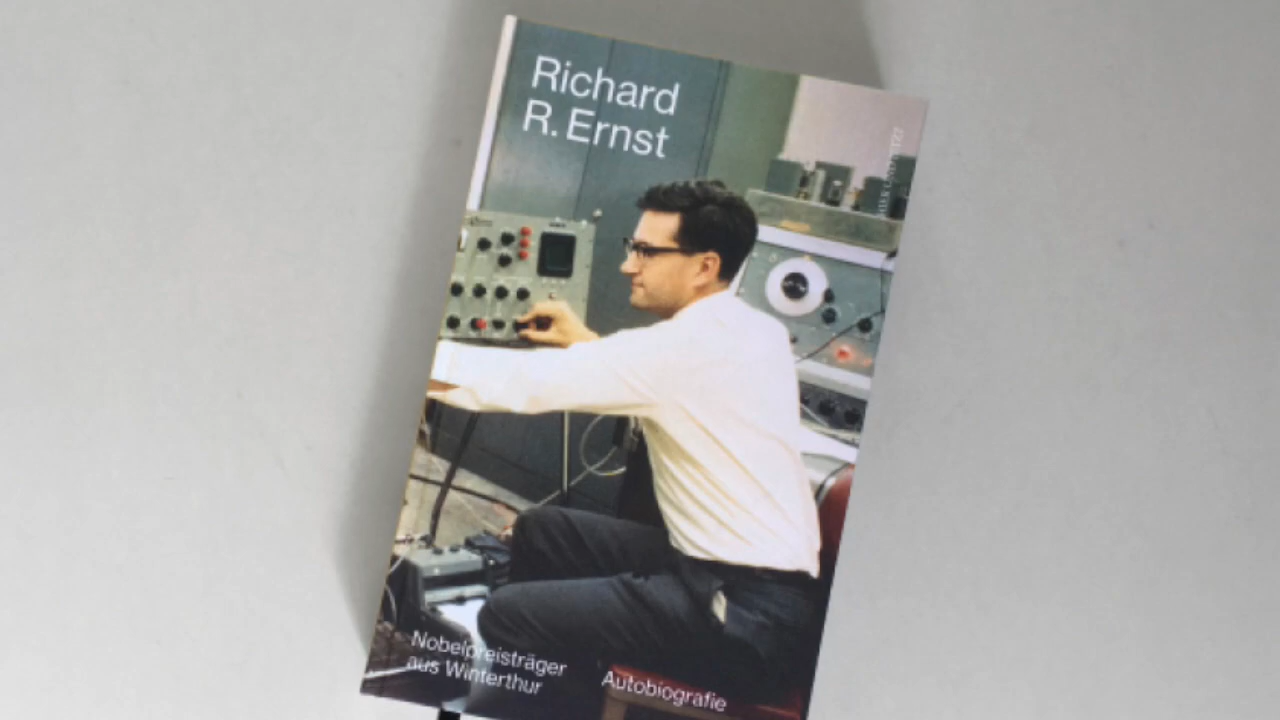 Richard
R. Ernst
Nobelpreisträger
aus Winterthur
Autobiografie